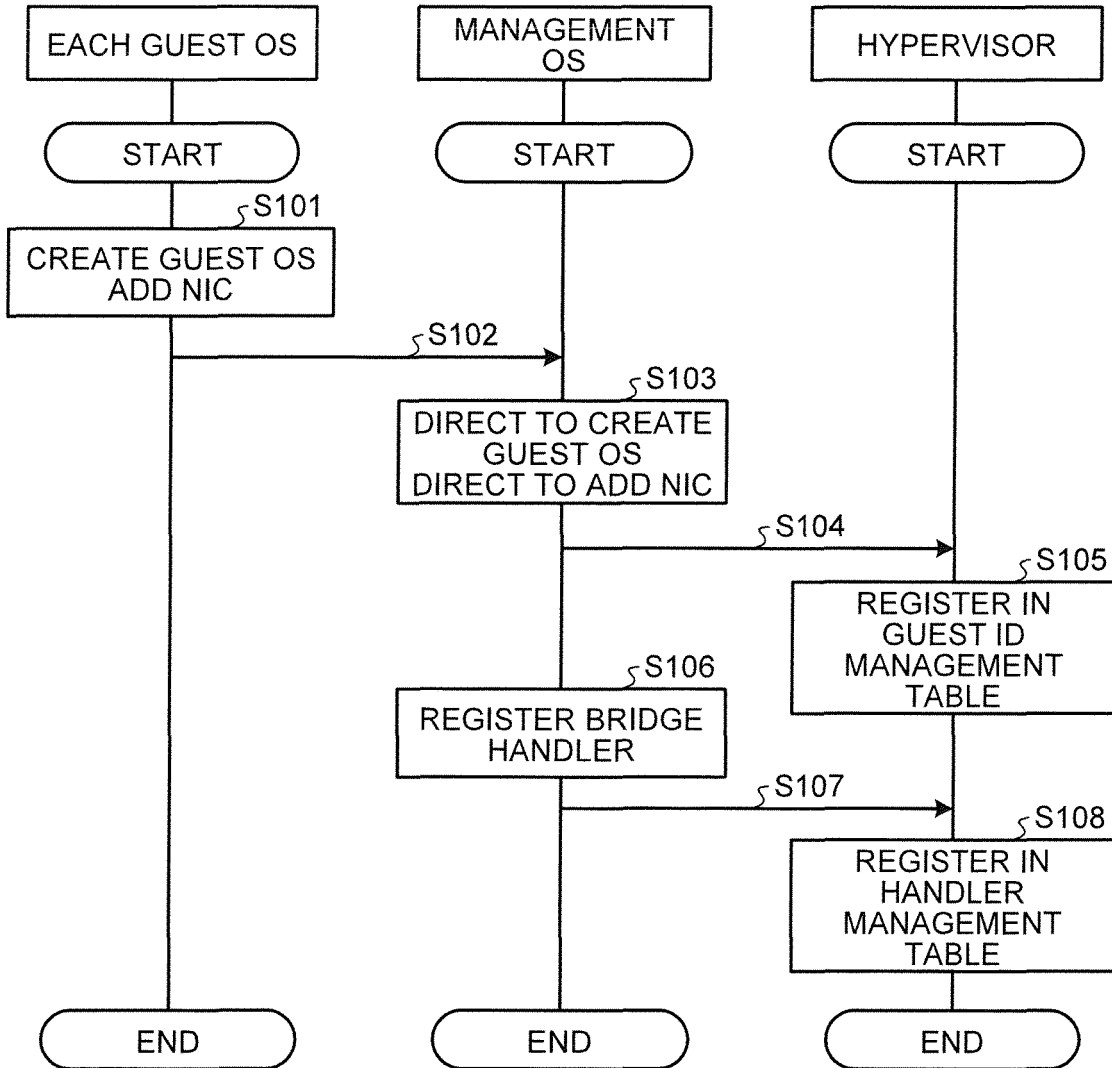 EACH GUEST OS
MANAGEMENT
OS
HYPERVISOR
START
START
START
S101
CREATE GUEST OS
ADD NIC
S102
S103
DIRECT TO CREATE
GUEST OS
DIRECT TO ADD NIC
S104
S105
REGISTER IN
GUEST ID
MANAGEMENT
TABLE
S106
REGISTER BRIDGE
HANDLER
S107
S108
REGISTER IN
HANDLER
MANAGEMENT
TABLE
END
END
END